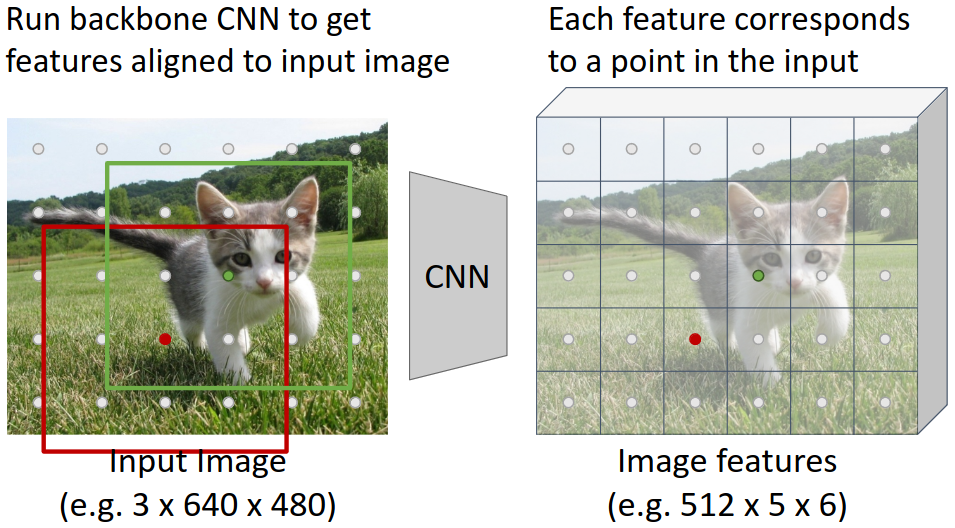 Run backbone CNN to get
features aligned to input image
Each feature corresponds
to a point in the input
CNN
Input Image
(e.g. 3 x 640 x 480)
Image features
(e.g. 512 x 5 x 6)